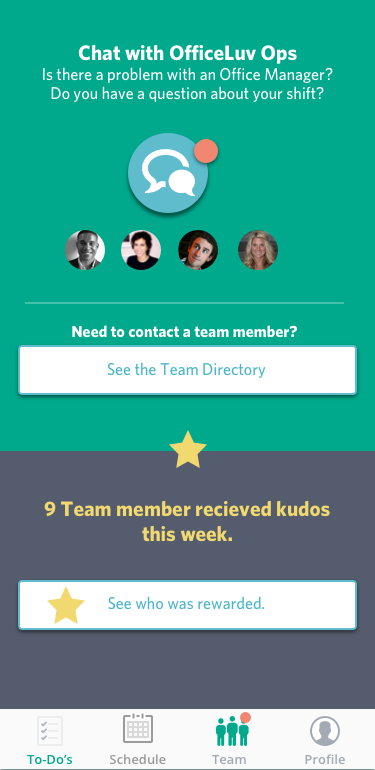 Chat with OfficeLuv Ops
Is there a problem with an Office Manager?
Do you have a question about your shift?
Need to contact a team member?
See the Team Directory
9 Team member recieved kudos
this week.
See who was rewarded.
To-Do's
Schedule
Team
Profile